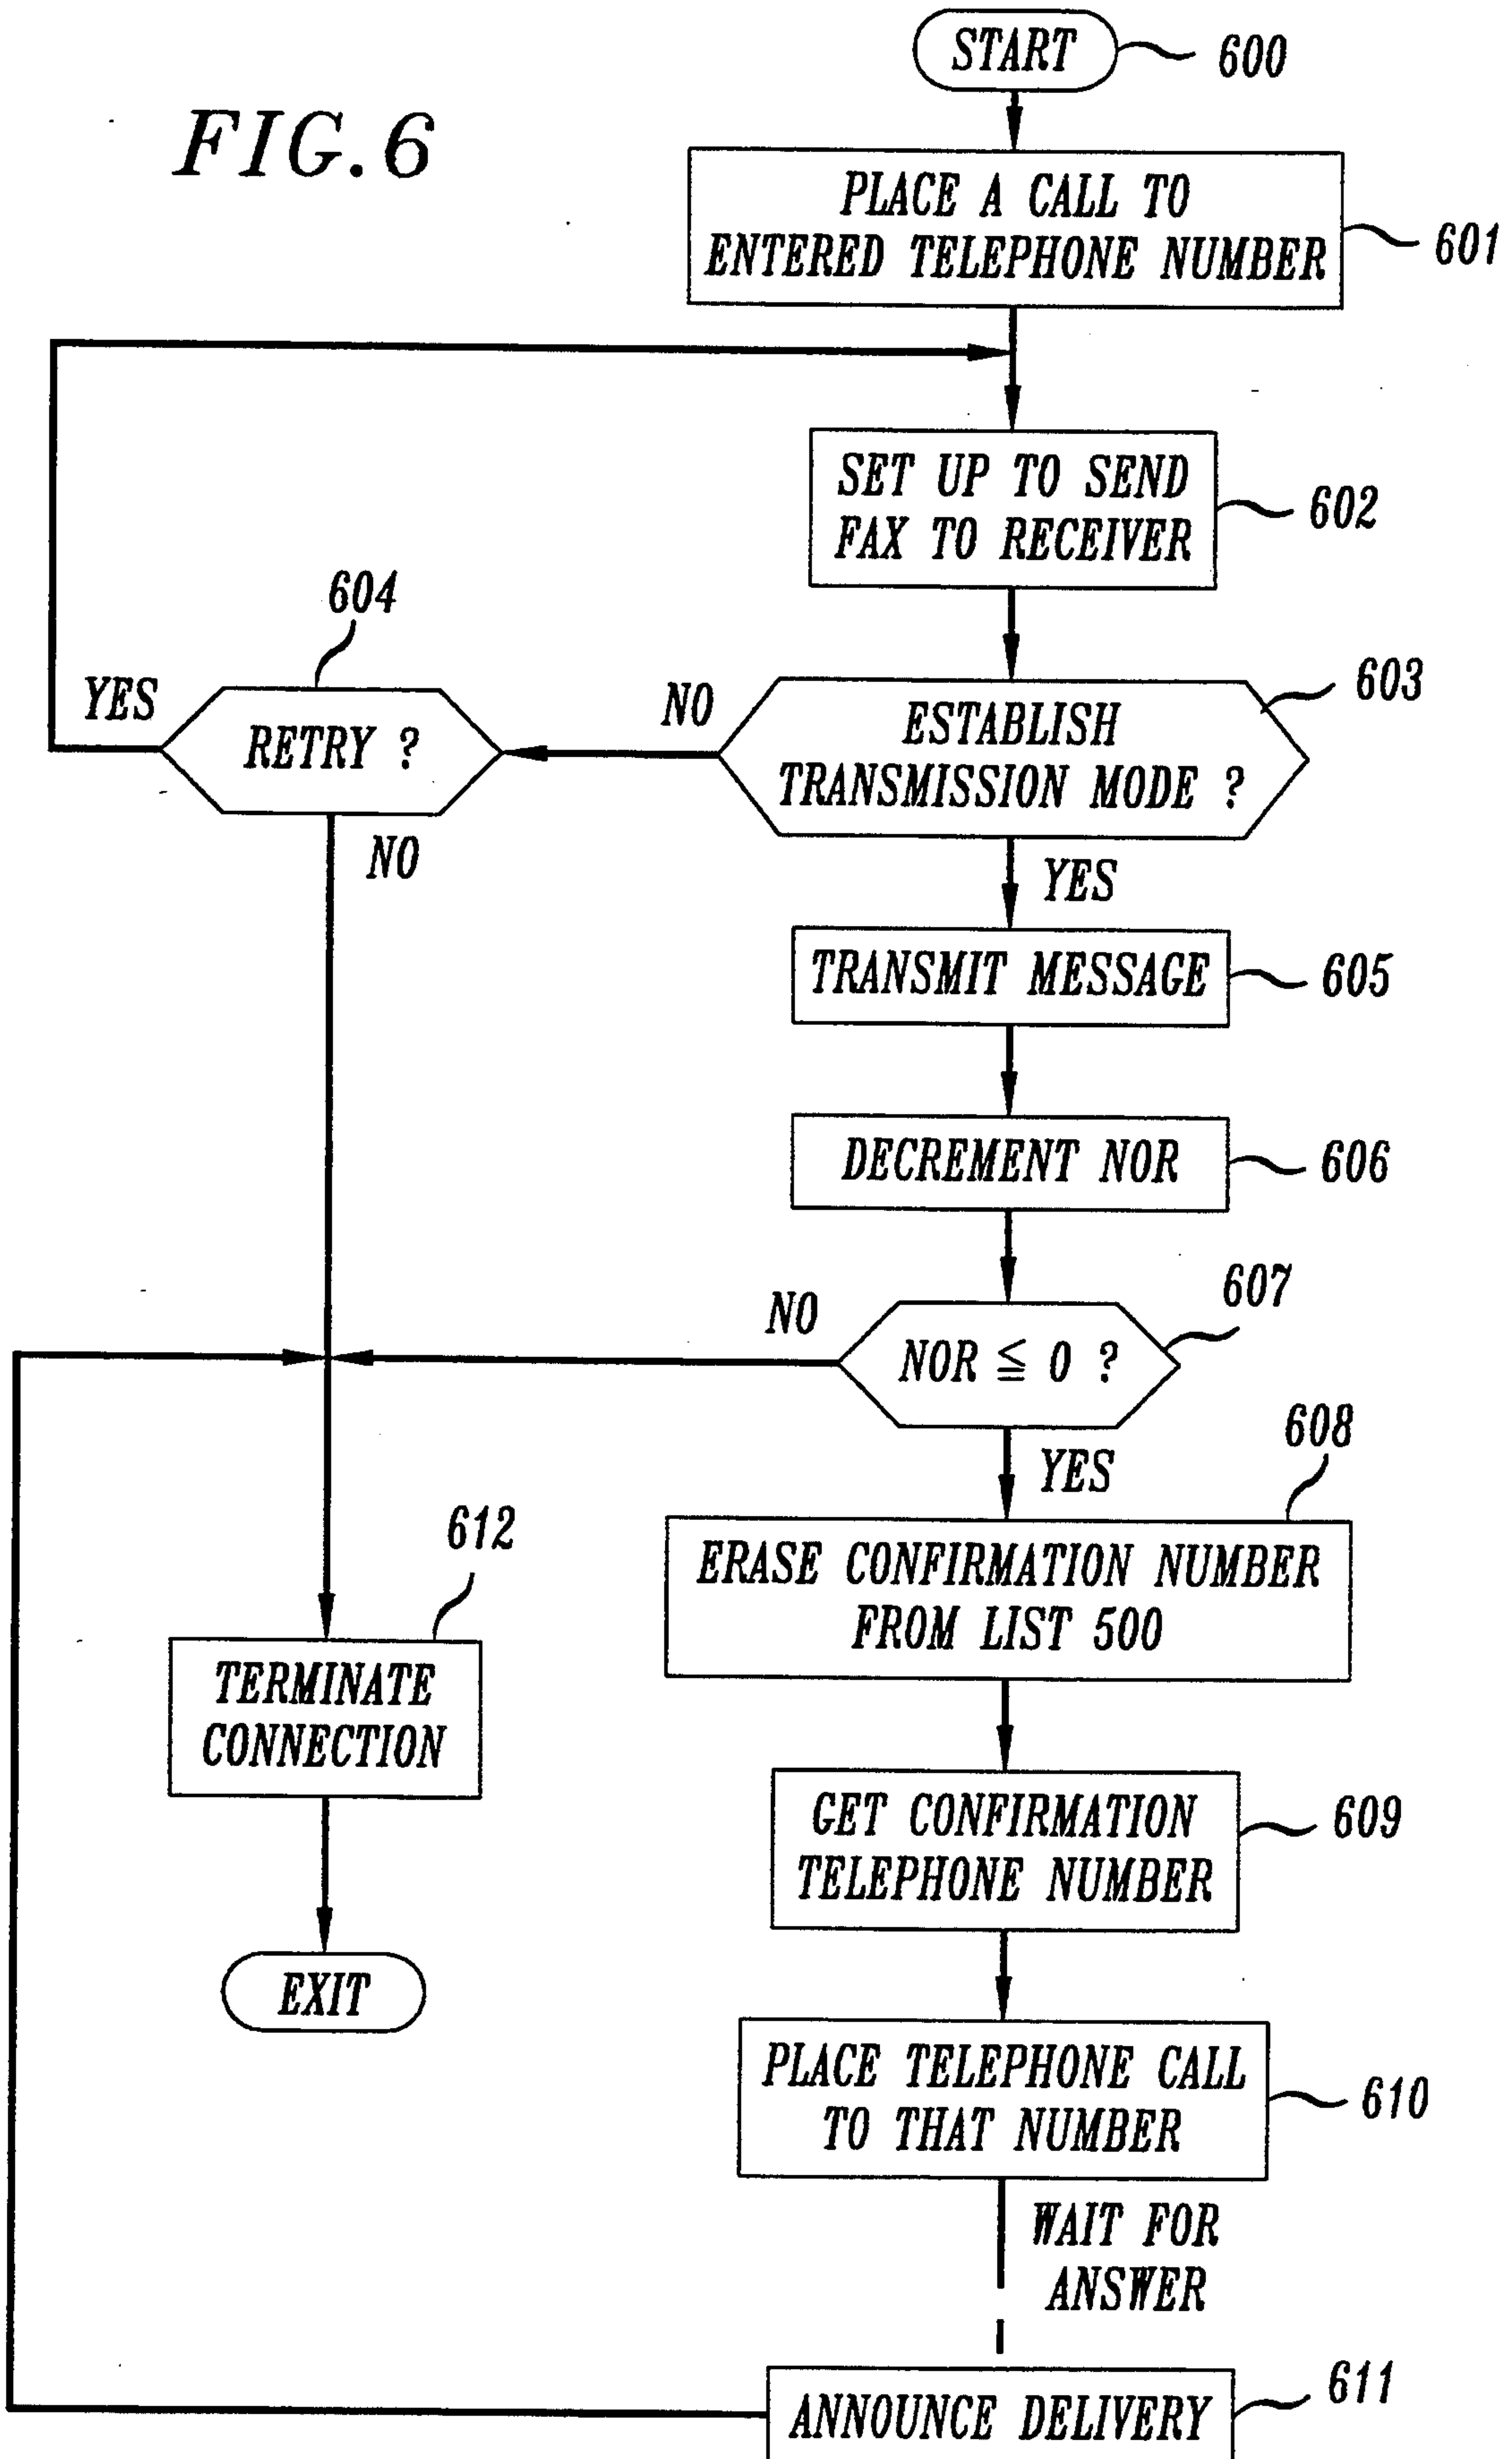 START
600
FIG.6
PLACE A CALL TO
ENTERED TELEPHONE NUMBER
601
SET UP TO SEND
FAX TO RECEIVER
602
604
603
YES
RETRY ?
NO
ESTABLISH
TRANSMISSION MODE ?
NO
YES
TRANSMIT MESSAGE
605
DECREMENT NOR
606
607
NO
NOR ≦ 0 ?
608
YES
612
ERASE CONFIRMATION NUMBER
FROM LIST 500
TERMINATE
CONNECTION
GET CONFIRMATION
TELEPHONE NUMBER
609
EXIT
PLACE TELEPHONE CALL
TO THAT NUMBER
610
WAIT FOR
ANSWER
611
ANNOUNCE DELIVERY